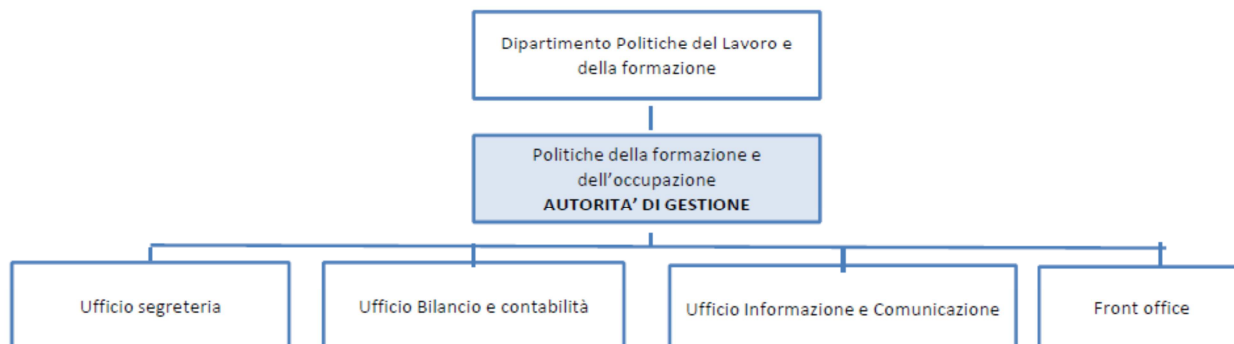 Dipartimento Politiche del Lavoro e
della formazione
Politiche della formazione e
dell'occupazione
AUTORITA' DI GESTIONE
Ufficio segreteria
Ufficio Bilancio e contabilità
Ufficio Informazione e Comunicazione
Front office